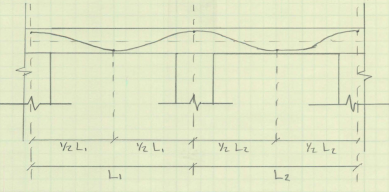 ½ L₁ ½ L₁ ½ L₂ ½ L₂
L₁ L₂